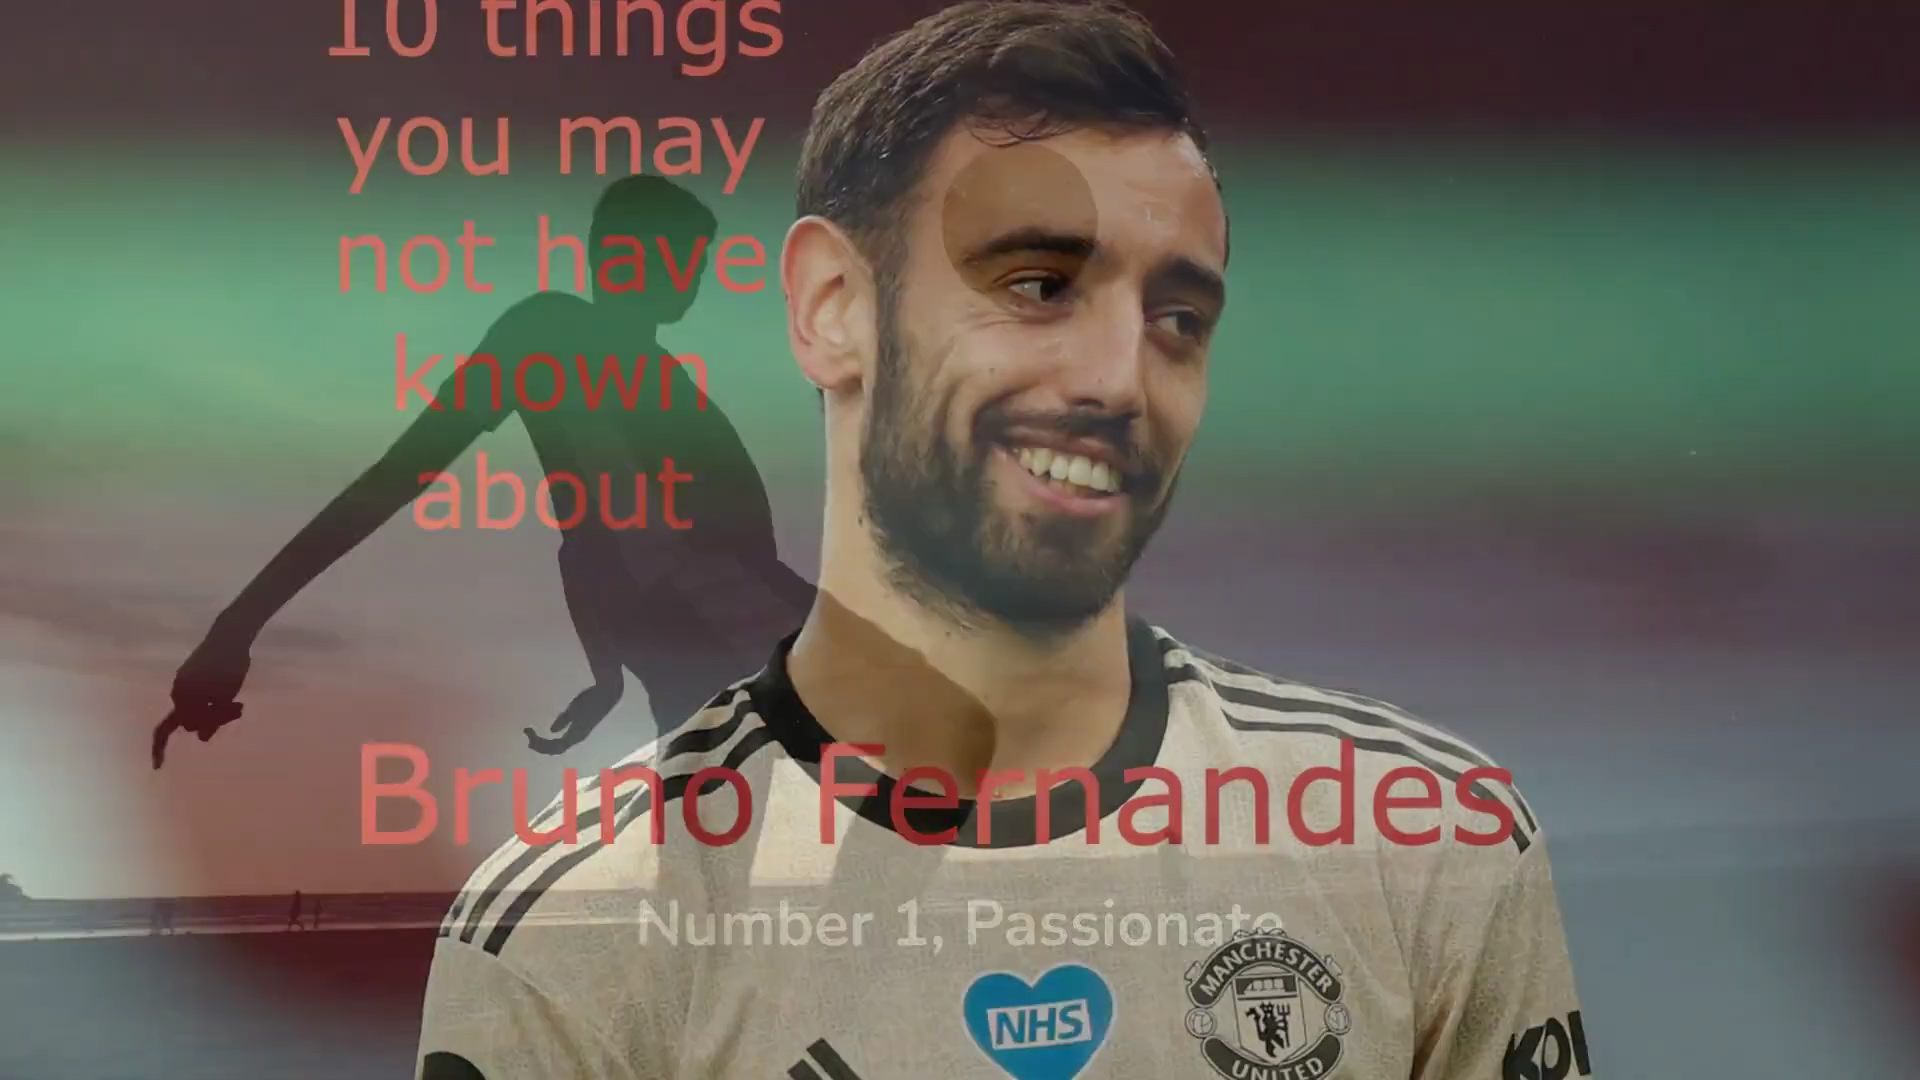 10 things
you may
not have
known
about
Bruno Fernandes
Number 1, Passionate
NHS
MANCHESTER
UNITED